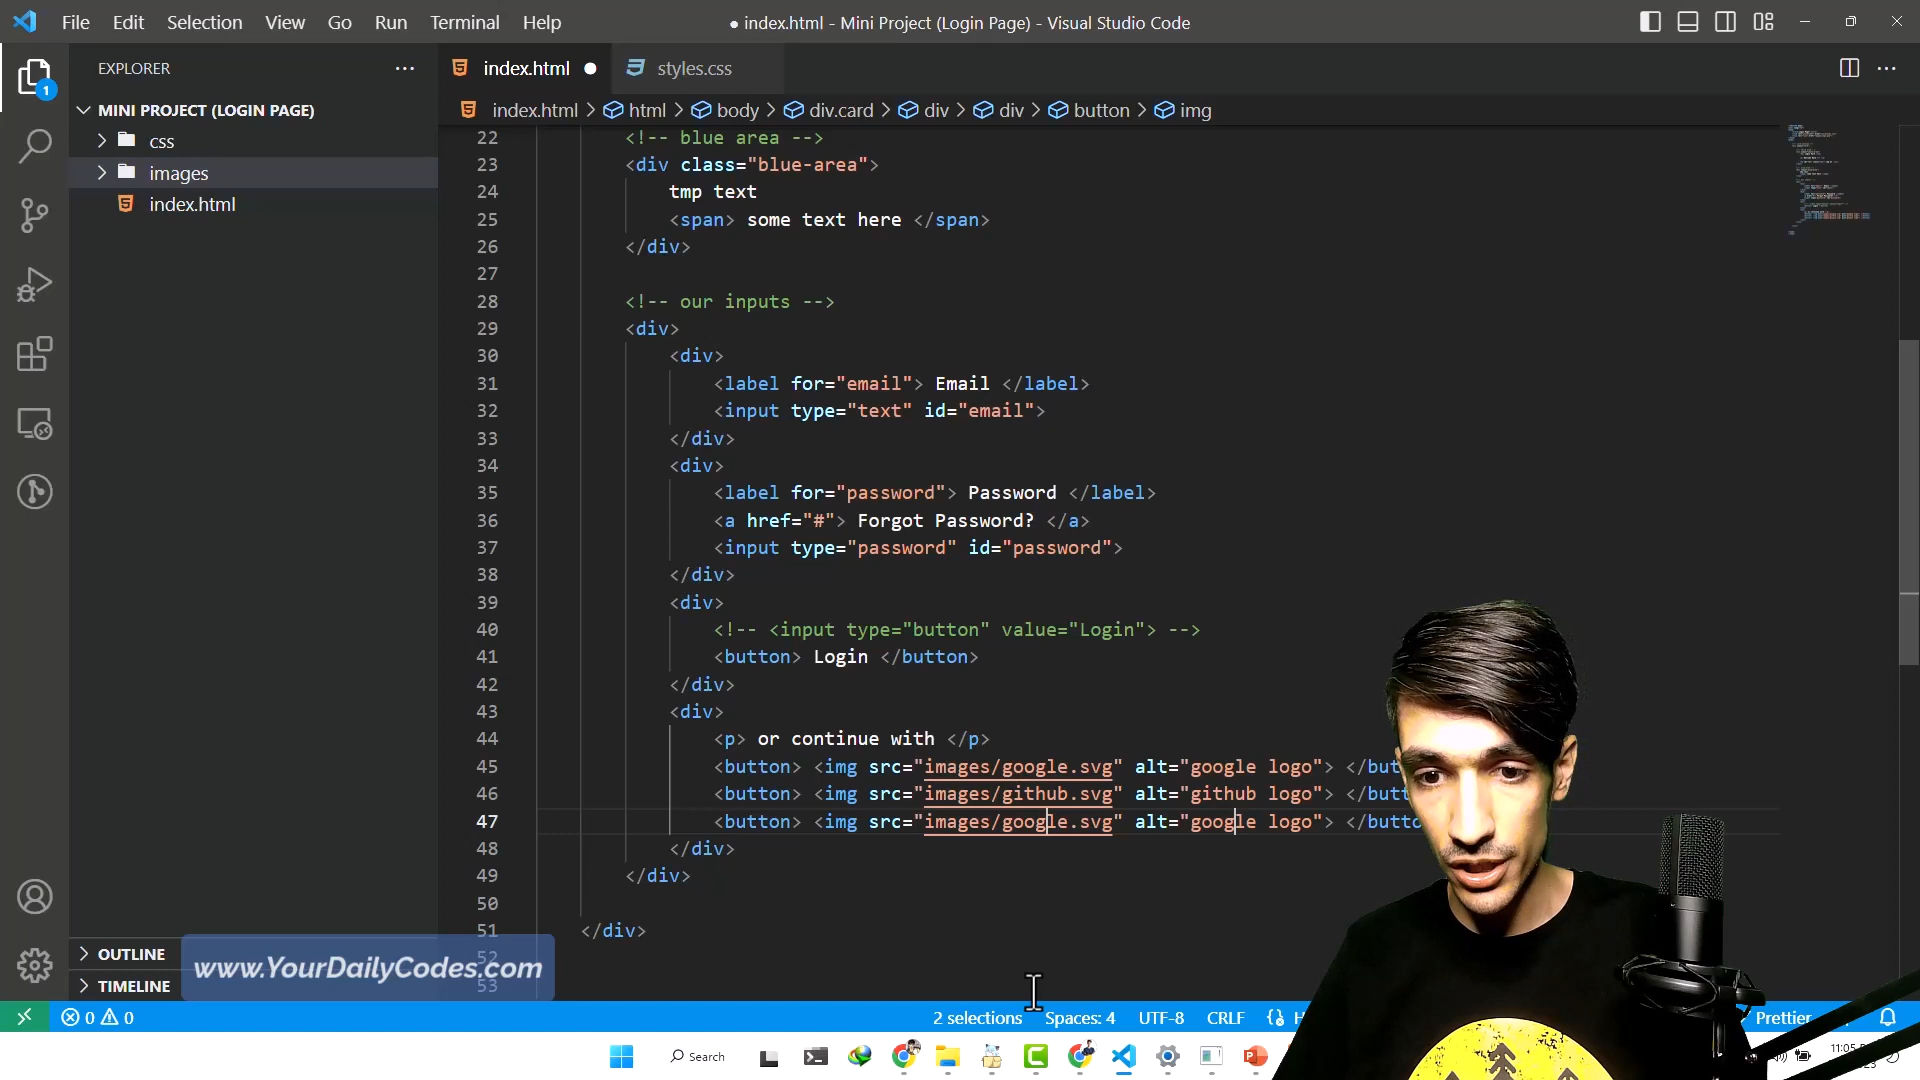 File Edit Selection View Go Run Terminal Help
● index.html - Mini Project (Login Page) - Visual Studio Code
EXPLORER
1
MINI PROJECT (LOGIN PAGE)
css
images
index.html
OUTLINE
TIMELINE
index.html ●
styles.css
index.html > html > body > div.card > div > div > button > img
22 <!-- blue area -->
23 <div class="blue-area">
24 tmp text
25 <span> some text here </span>
26 </div>
27
28 <!-- our inputs -->
29 <div>
30 <div>
31 <label for="email"> Email </label>
32 <input type="text" id="email">
33 </div>
34 <div>
35 <label for="password"> Password </label>
36 <a href="#"> Forgot Password? </a>
37 <input type="password" id="password">
38 </div>
39 <div>
40 <!-- <input type="button" value="Login"> -->
41 <button> Login </button>
42 </div>
43 <div>
44 <p> or continue with </p>
45 <button> <img src="images/google.svg" alt="google logo"> </but
46 <button> <img src="images/github.svg" alt="github logo"> </but
47 <button> <img src="images/google.svg" alt="google logo"> </butto
48 </div>
49 </div>
50
51 </div>
52
53
www.YourDailyCodes.com
0 0
2 selections Spaces: 4 UTF-8 CRLF Prettier
Search